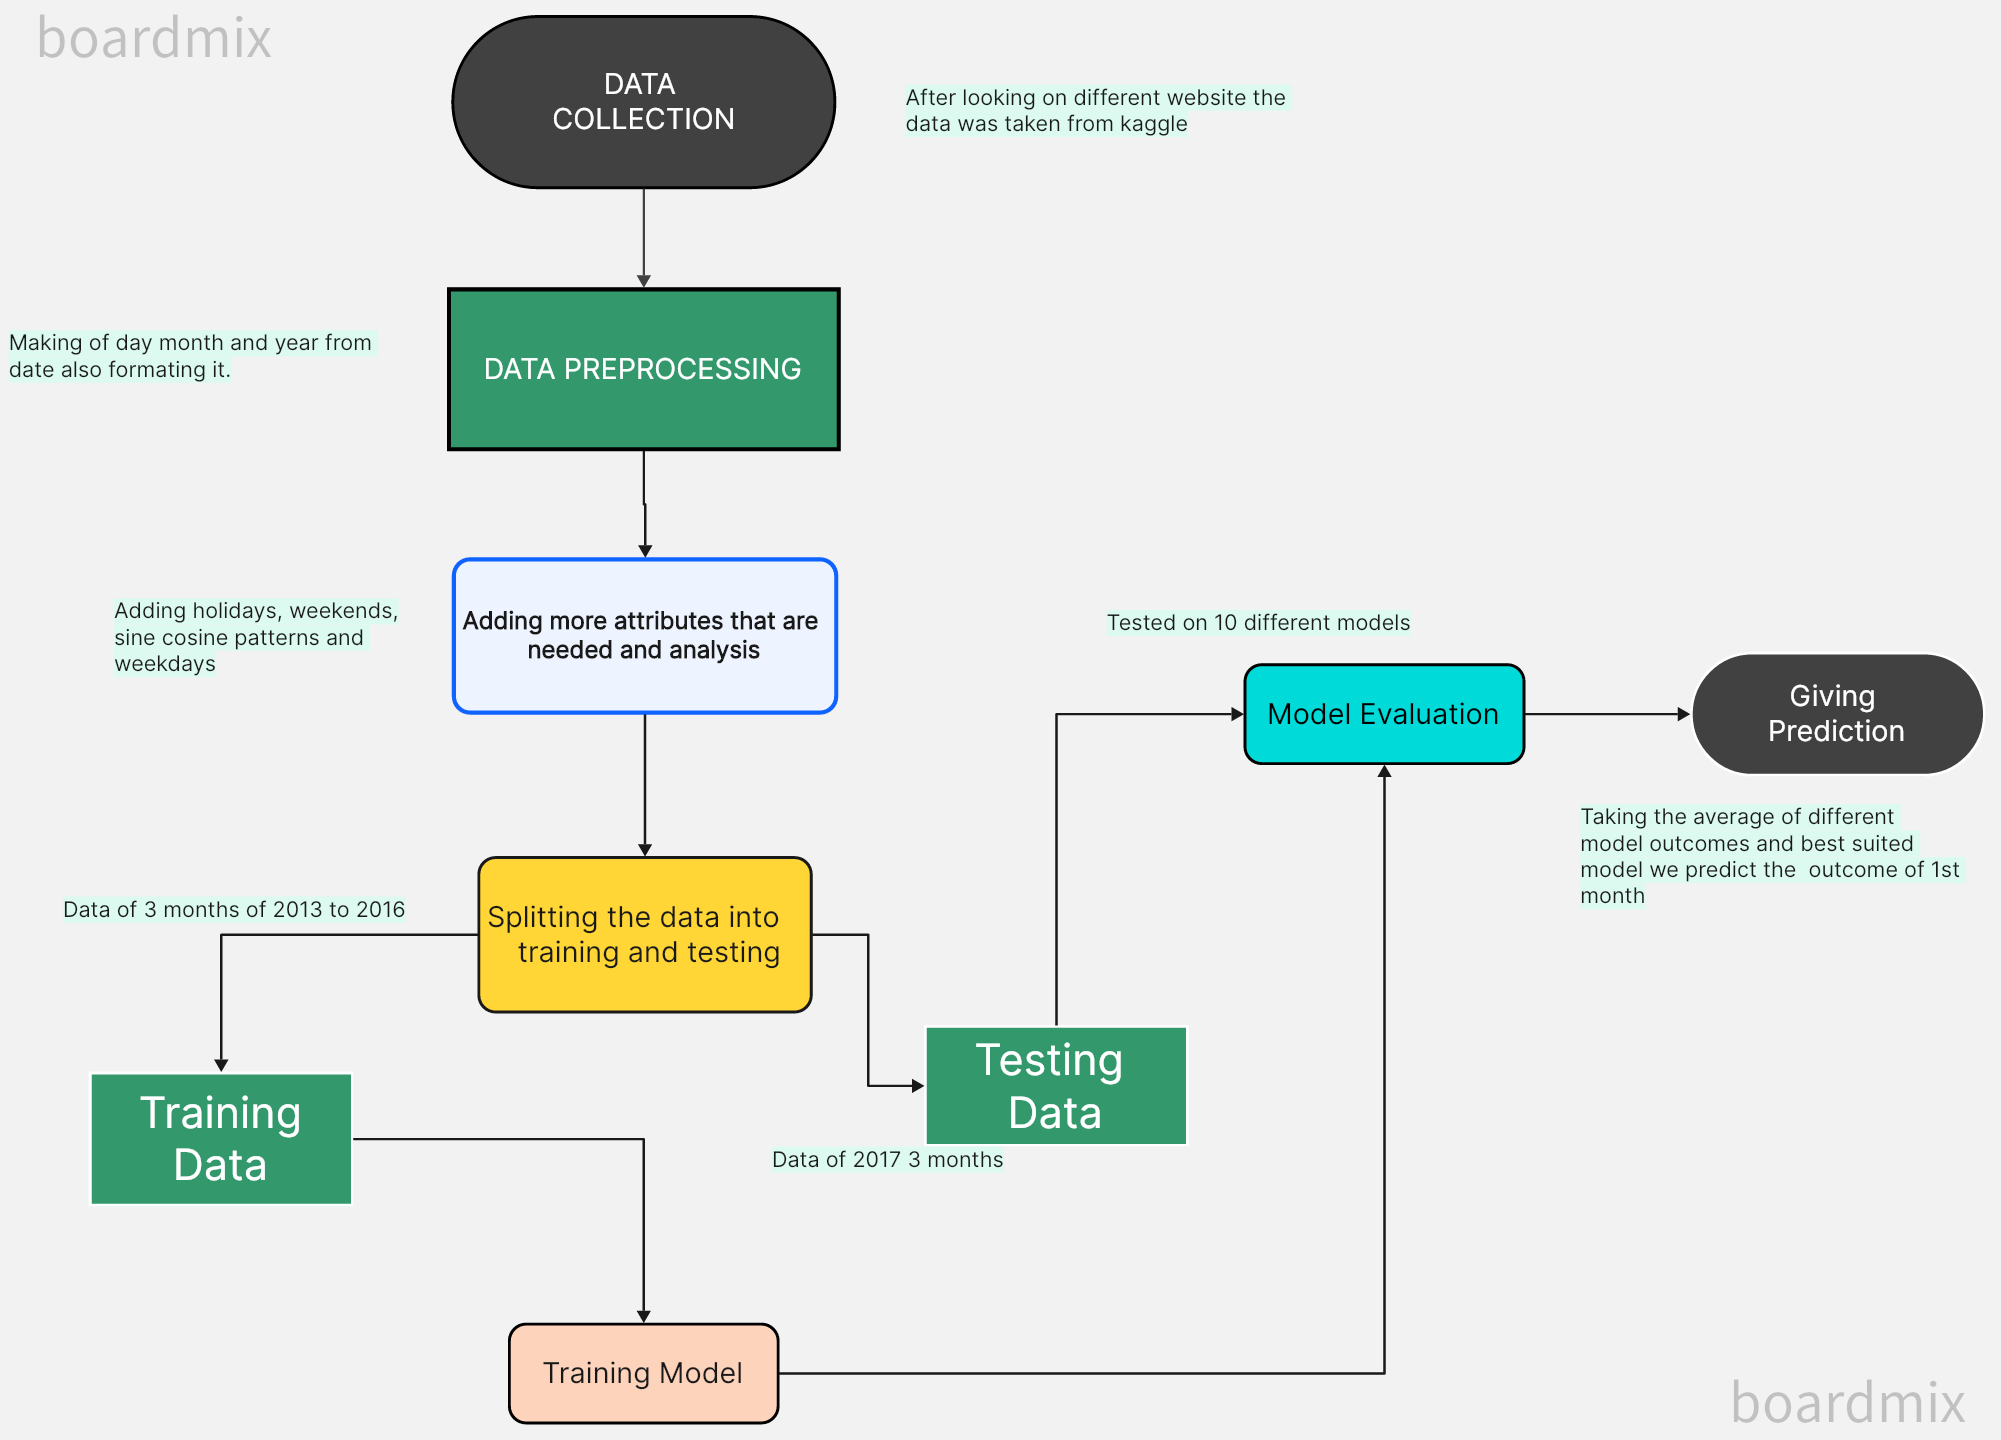 boardmix
DATA
COLLECTION
After looking on different website the
data was taken from kaggle
Making of day month and year from
date also formating it.
DATA PREPROCESSING
Adding holidays, weekends,
sine cosine patterns and
weekdays
Adding more attributes that are
needed and analysis
Tested on 10 different models
Model Evaluation
Giving
Prediction
Taking the average of different
model outcomes and best suited
model we predict the  outcome of 1st
month
Data of 3 months of 2013 to 2016
Splitting the data into
training and testing
Training
Data
Testing
Data
Data of 2017 3 months
Training Model
boardmix